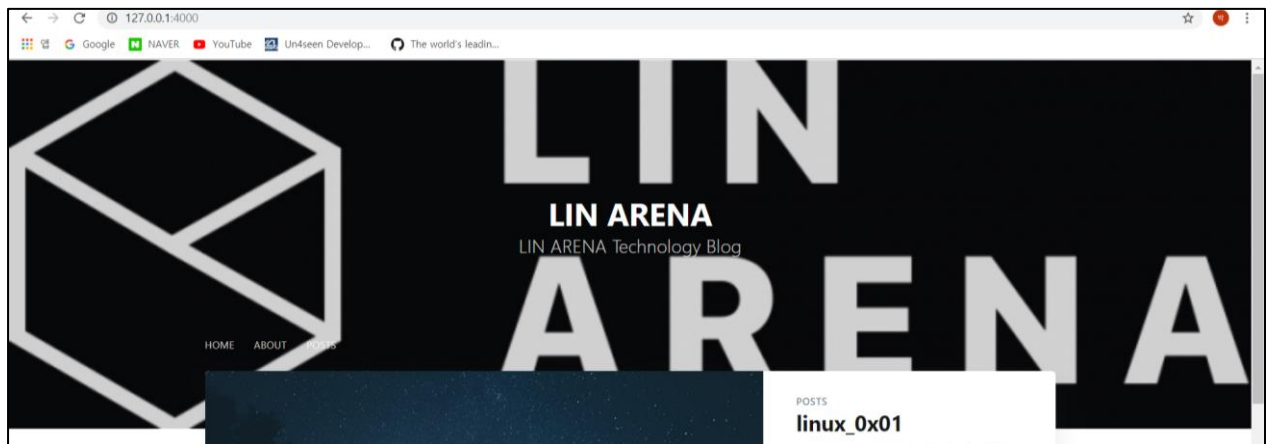 127.0.0.1:4000
앱 Google NAVER YouTube Un4seen Develop... The world's leadin...
LIN
ARENA
LIN ARENA
LIN ARENA Technology Blog
HOME ABOUT POSTS
POSTS
linux_0x01